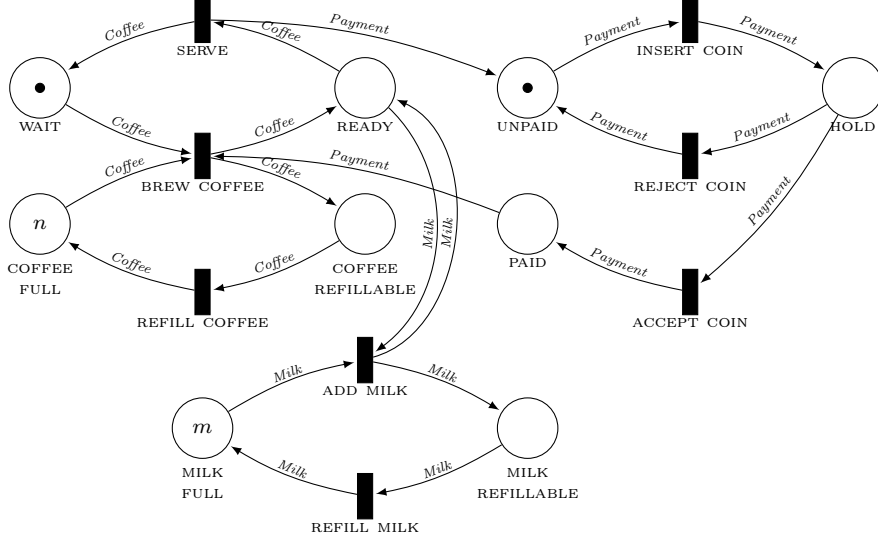 Coffee
Payment
Coffee
Payment
Payment
SERVE
INSERT COIN
WAIT
READY
UNPAID
HOLD
Coffee
Coffee
Payment
Payment
Coffee
Coffee
Payment
BREW COFFEE
REJECT COIN
Payment
n
Milk
Milk
COFFEE
FULL
Coffee
Coffee
COFFEE
REFILLABLE
PAID
Payment
REFILL COFFEE
ACCEPT COIN
Milk
Milk
ADD MILK
m
MILK
FULL
Milk
Milk
MILK
REFILLABLE
REFILL MILK